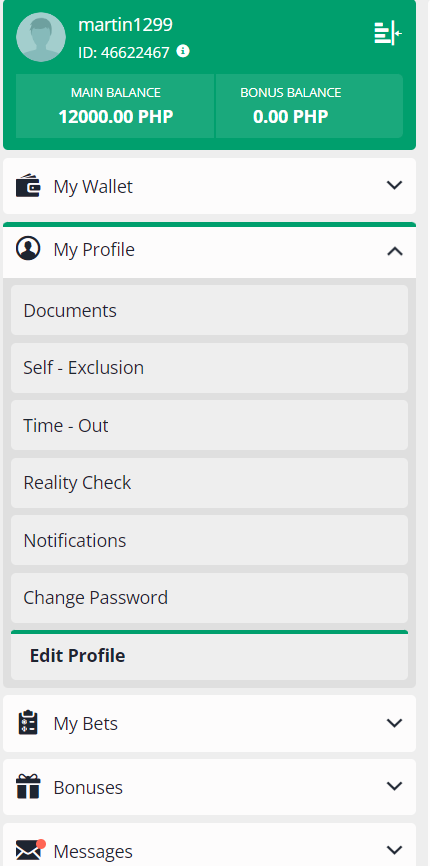 martin1299
ID: 46622467
MAIN BALANCE
12000.00 PHP
BONUS BALANCE
0.00 PHP
My Wallet
My Profile
Documents
Self - Exclusion
Time - Out
Reality Check
Notifications
Change Password
Edit Profile
My Bets
Bonuses
Messages